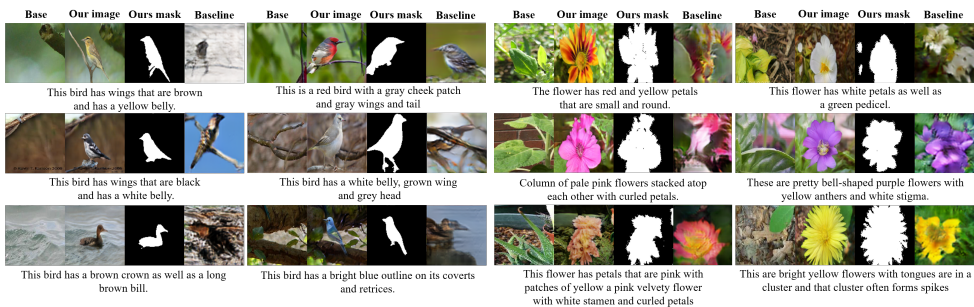 Base Our image Ours mask Baseline
Base Our image Ours mask Baseline
Base Our image Ours mask Baseline
Base Our image Ours mask Baseline
This bird has wings that are brown
and has a yellow belly.
This is a red bird with a gray cheek patch
and gray wings and tail
The flower has red and yellow petals
that are small and round.
This flower has white petals as well as
a green pedicel.
This bird has wings that are black
and has a white belly.
This bird has a white belly, grown wing
and grey head
Column of pale pink flowers stacked atop
each other with curled petals.
These are pretty bell-shaped purple flowers with
yellow anthers and white stigma.
This bird has a brown crown as well as a long
brown bill.
This bird has a bright blue outline on its coverts
and retrices.
This flower has petals that are pink with
patches of yellow a pink velvety flower
with white stamen and curled petals
This are bright yellow flowers with tongues are in a
cluster and that cluster often forms spikes